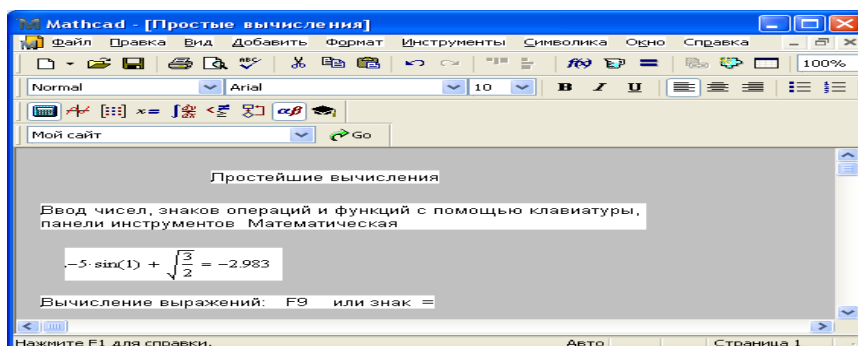 Mathcad - [Простые вычисления]
Файл Правка Вид Добавить Формат Инструменты Символика Окно Справка
100%
Normal Arial 10 B I U
Мой сайт Go
Простейшие вычисления
Ввод чисел, знаков операций и функций с помощью клавиатуры,
панели инструментов Математическая
-5·sin(1) + √(3/2) = -2.983
Вычисление выражений: F9 или знак =
Нажмите F1 для справки. Авто Страница 1